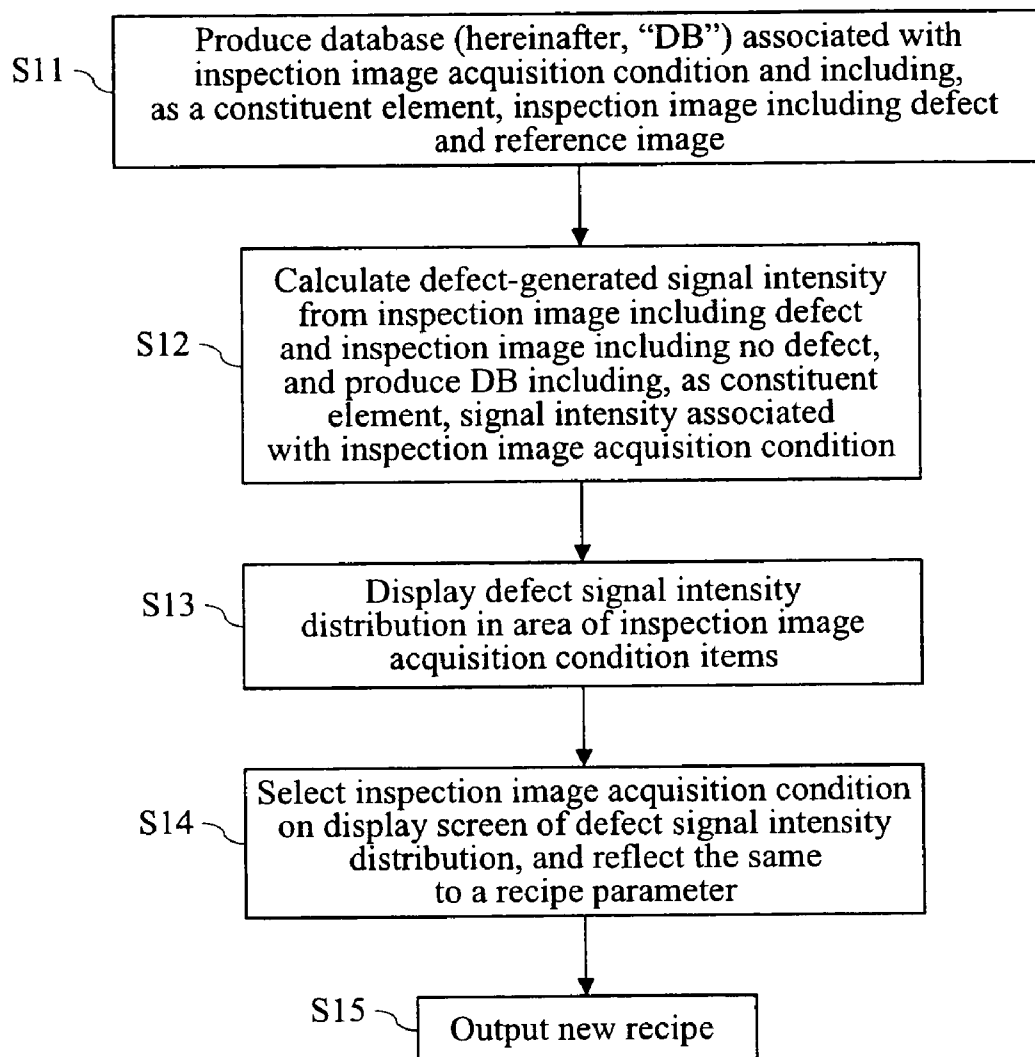 S11
Produce database (hereinafter, “DB”) associated with
inspection image acquisition condition and including,
as a constituent element, inspection image including defect
and reference image
S12
Calculate defect-generated signal intensity
from inspection image including defect
and inspection image including no defect,
and produce DB including, as constituent
element, signal intensity associated
with inspection image acquisition condition
S13
Display defect signal intensity
distribution in area of inspection image
acquisition condition items
S14
Select inspection image acquisition condition
on display screen of defect signal intensity
distribution, and reflect the same
to a recipe parameter
S15
Output new recipe